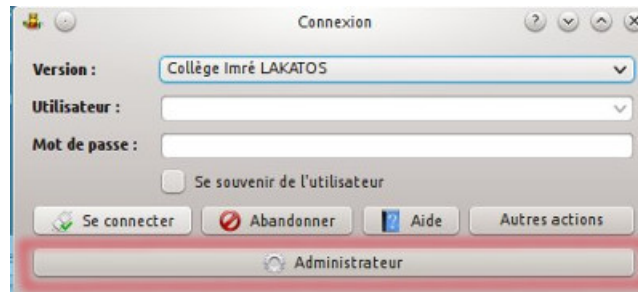 Connexion
Version : Collège Imré LAKATOS
Utilisateur :
Mot de passe :
Se souvenir de l'utilisateur
Se connecter Abandonner Aide Autres actions
Administrateur